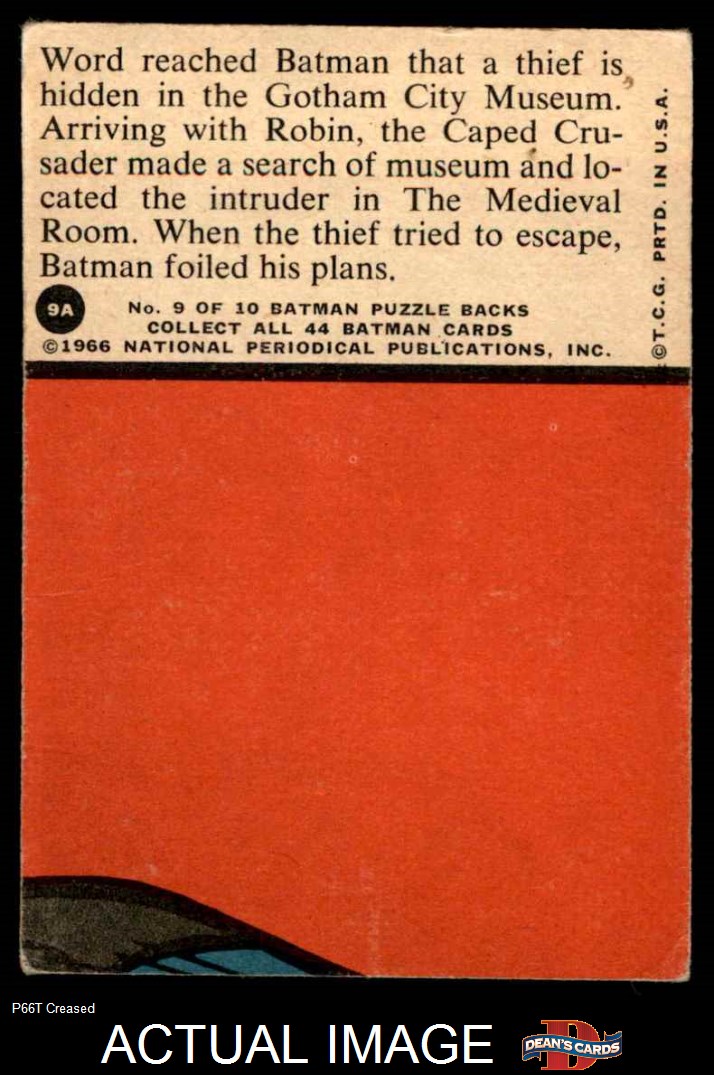 Word reached Batman that a thief is
hidden in the Gotham City Museum.
Arriving with Robin, the Caped Cru-
sader made a search of museum and lo-
cated the intruder in The Medieval
Room. When the thief tried to escape,
Batman foiled his plans.
9A
No. 9 OF 10 BATMAN PUZZLE BACKS
COLLECT ALL 44 BATMAN CARDS
©1966 NATIONAL PERIODICAL PUBLICATIONS, INC.
©T.C.G. PRTD. IN U.S.A.
P66T Creased
ACTUAL IMAGE
D
DEAN'S CARDS